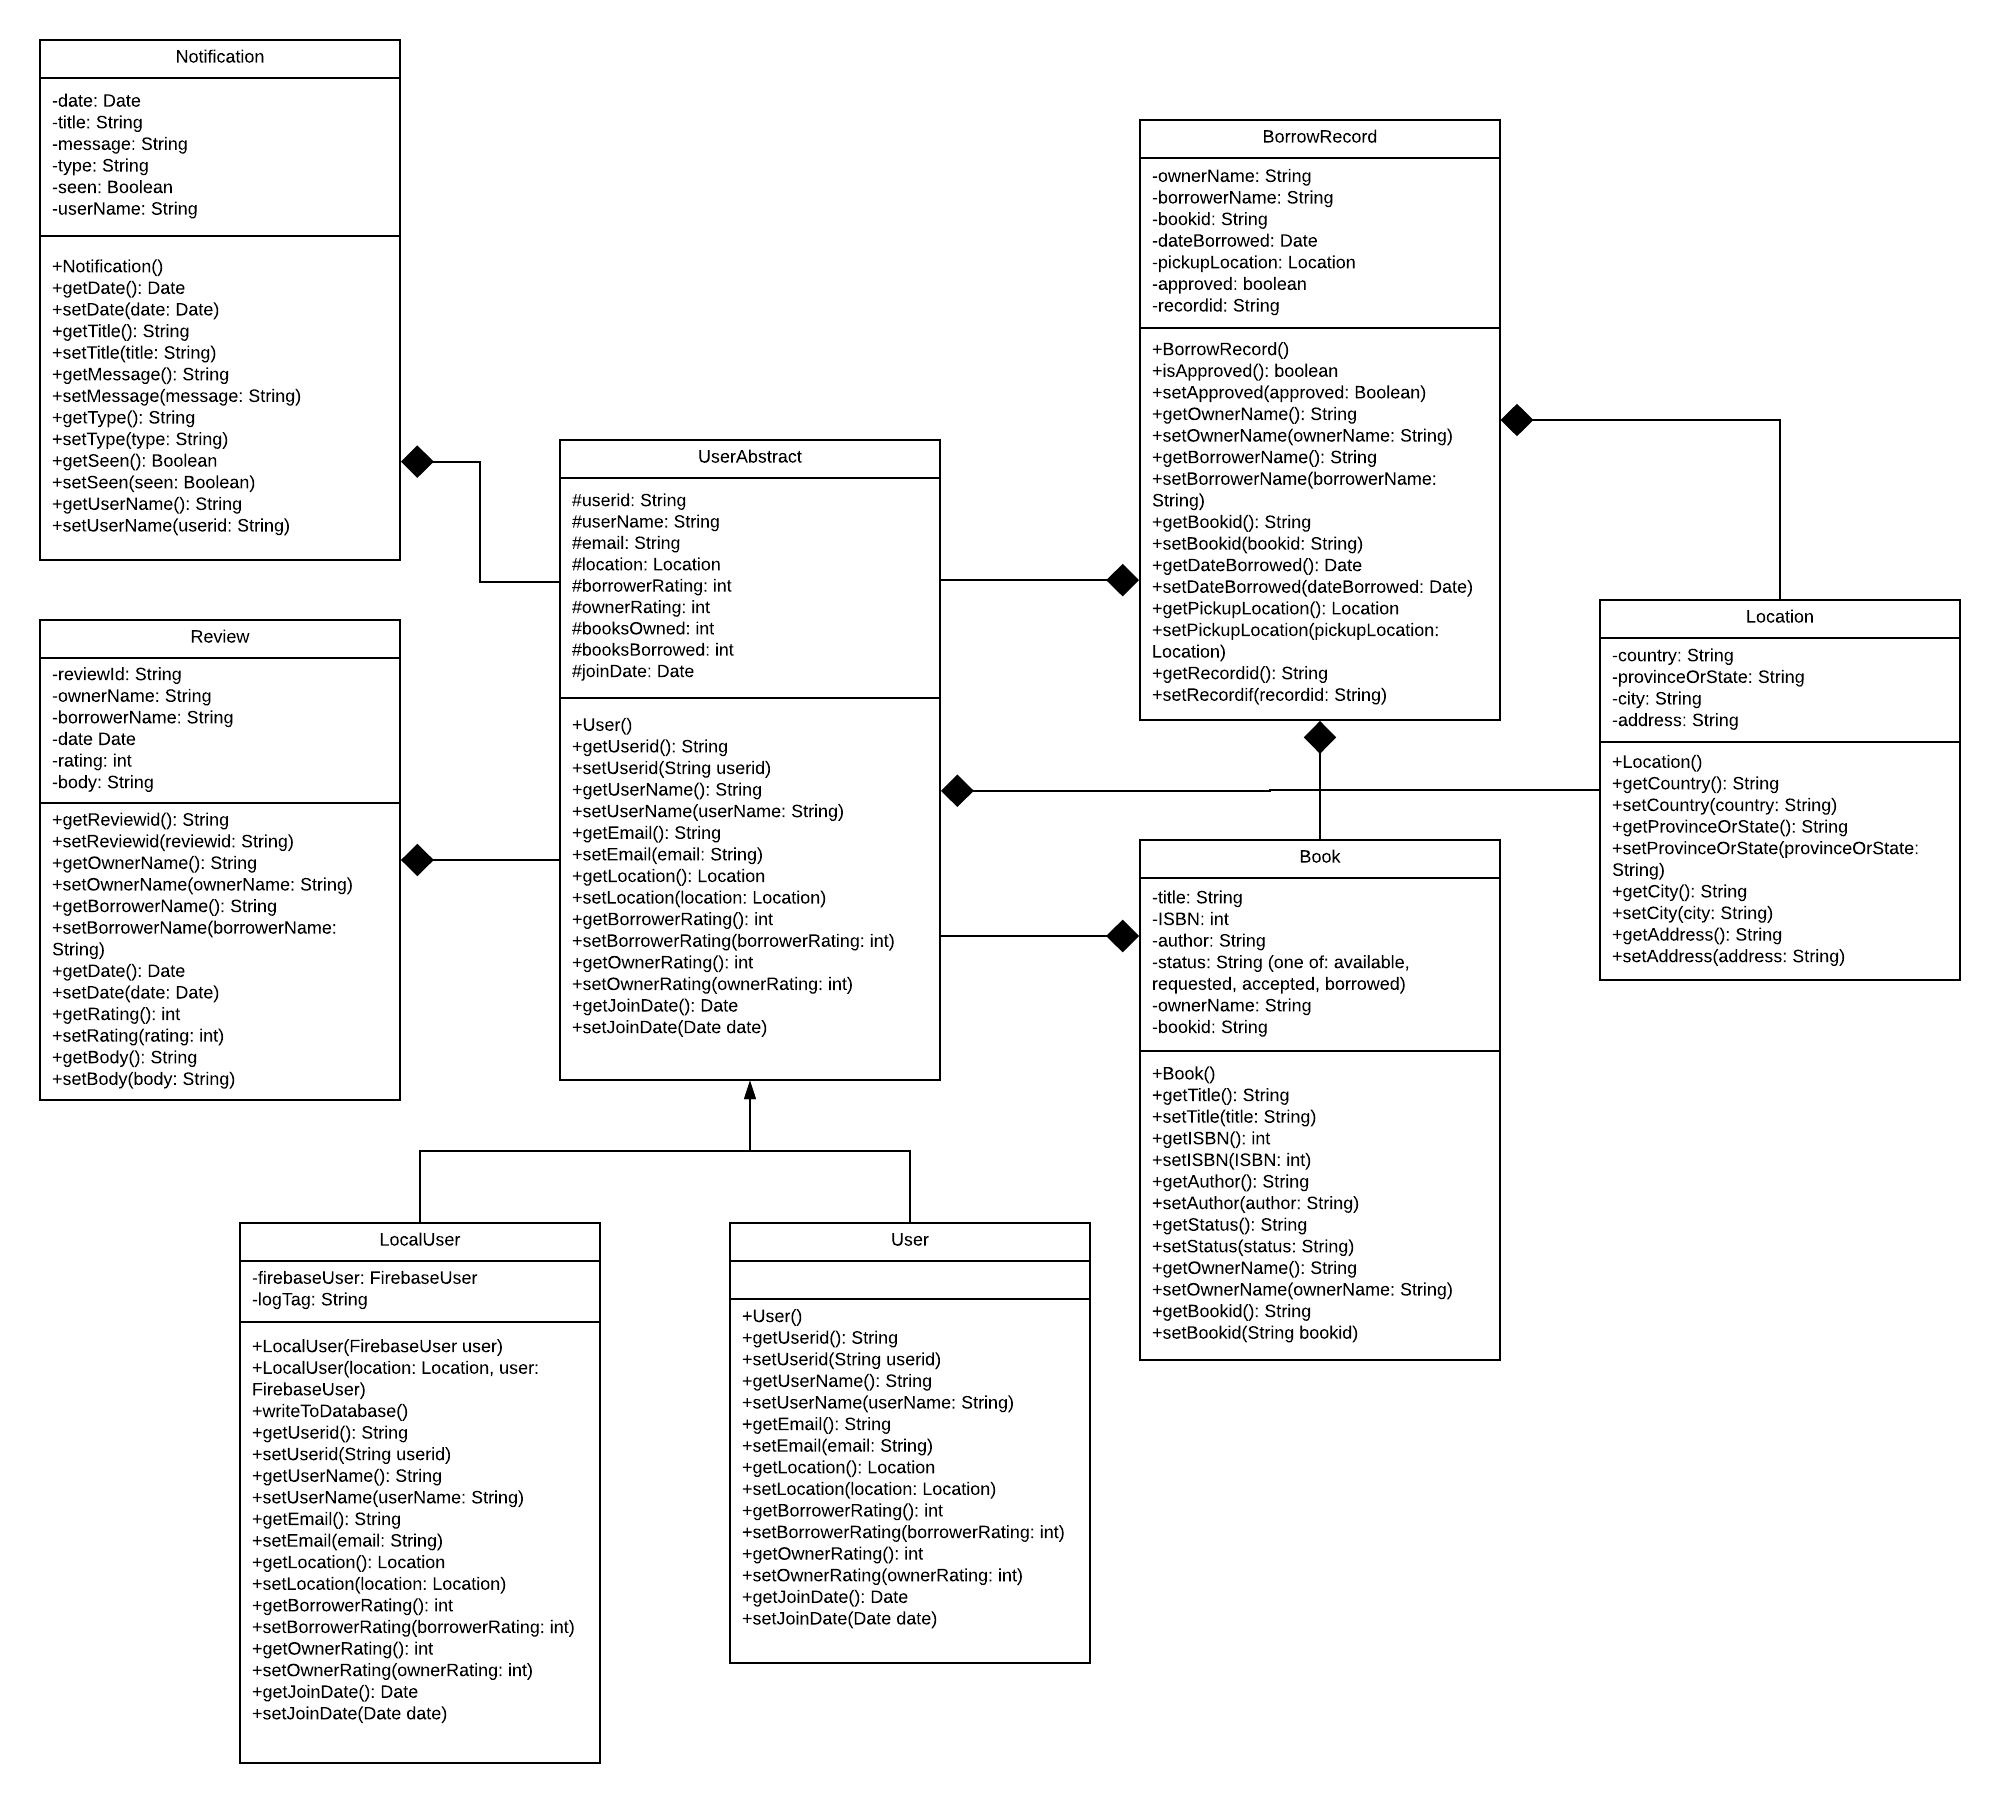 Notification
-date: Date
-title: String
-message: String
-type: String
-seen: Boolean
-userName: String
+Notification()
+getDate(): Date
+setDate(date: Date)
+getTitle(): String
+setTitle(title: String)
+getMessage(): String
+setMessage(message: String)
+getType(): String
+setType(type: String)
+getSeen(): Boolean
+setSeen(seen: Boolean)
+getUserName(): String
+setUserName(userid: String)
Review
-reviewId: String
-ownerName: String
-borrowerName: String
-date Date
-rating: int
-body: String
+getReviewid(): String
+setReviewid(reviewid: String)
+getOwnerName(): String
+setOwnerName(ownerName: String)
+getBorrowerName(): String
+setBorrowerName(borrowerName:
String)
+getDate(): Date
+setDate(date: Date)
+getRating(): int
+setRating(rating: int)
+getBody(): String
+setBody(body: String)
UserAbstract
#userid: String
#userName: String
#email: String
#location: Location
#borrowerRating: int
#ownerRating: int
#booksOwned: int
#booksBorrowed: int
#joinDate: Date
+User()
+getUserid(): String
+setUserid(String userid)
+getUserName(): String
+setUserName(userName: String)
+getEmail(): String
+setEmail(email: String)
+getLocation(): Location
+setLocation(location: Location)
+getBorrowerRating(): int
+setBorrowerRating(borrowerRating: int)
+getOwnerRating(): int
+setOwnerRating(ownerRating: int)
+getJoinDate(): Date
+setJoinDate(Date date)
BorrowRecord
-ownerName: String
-borrowerName: String
-bookid: String
-dateBorrowed: Date
-pickupLocation: Location
-approved: boolean
-recordid: String
+BorrowRecord()
+isApproved(): boolean
+setApproved(approved: Boolean)
+getOwnerName(): String
+setOwnerName(ownerName: String)
+getBorrowerName(): String
+setBorrowerName(borrowerName:
String)
+getBookid(): String
+setBookid(bookid: String)
+getDateBorrowed(): Date
+setDateBorrowed(dateBorrowed: Date)
+getPickupLocation(): Location
+setPickupLocation(pickupLocation:
Location)
+getRecordid(): String
+setRecordif(recordid: String)
Location
-country: String
-provinceOrState: String
-city: String
-address: String
+Location()
+getCountry(): String
+setCountry(country: String)
+getProvinceOrState(): String
+setProvinceOrState(provinceOrState:
String)
+getCity(): String
+setCity(city: String)
+getAddress(): String
+setAddress(address: String)
Book
-title: String
-ISBN: int
-author: String
-status: String (one of: available,
requested, accepted, borrowed)
-ownerName: String
-bookid: String
+Book()
+getTitle(): String
+setTitle(title: String)
+getISBN(): int
+setISBN(ISBN: int)
+getAuthor(): String
+setAuthor(author: String)
+getStatus(): String
+setStatus(status: String)
+getOwnerName(): String
+setOwnerName(ownerName: String)
+getBookid(): String
+setBookid(String bookid)
LocalUser
-firebaseUser: FirebaseUser
-logTag: String
+LocalUser(FirebaseUser user)
+LocalUser(location: Location, user:
FirebaseUser)
+writeToDatabase()
+getUserid(): String
+setUserid(String userid)
+getUserName(): String
+setUserName(userName: String)
+getEmail(): String
+setEmail(email: String)
+getLocation(): Location
+setLocation(location: Location)
+getBorrowerRating(): int
+setBorrowerRating(borrowerRating: int)
+getOwnerRating(): int
+setOwnerRating(ownerRating: int)
+getJoinDate(): Date
+setJoinDate(Date date)
User
+User()
+getUserid(): String
+setUserid(String userid)
+getUserName(): String
+setUserName(userName: String)
+getEmail(): String
+setEmail(email: String)
+getLocation(): Location
+setLocation(location: Location)
+getBorrowerRating(): int
+setBorrowerRating(borrowerRating: int)
+getOwnerRating(): int
+setOwnerRating(ownerRating: int)
+getJoinDate(): Date
+setJoinDate(Date date)